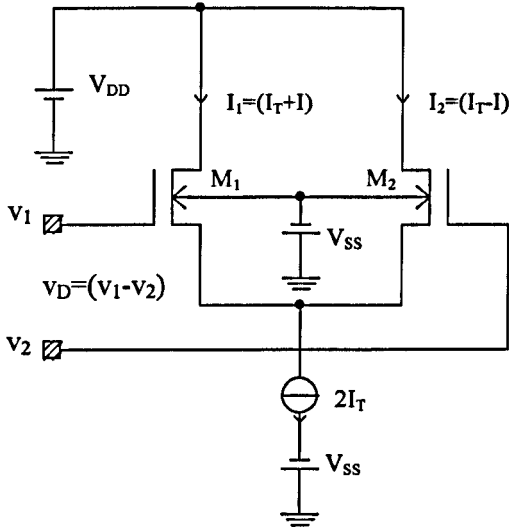 V_DD
I_1=(I_T+I)
I_2=(I_T-I)
M_1
M_2
v_1
V_SS
v_D=(v_1-v_2)
v_2
2I_T
V_SS